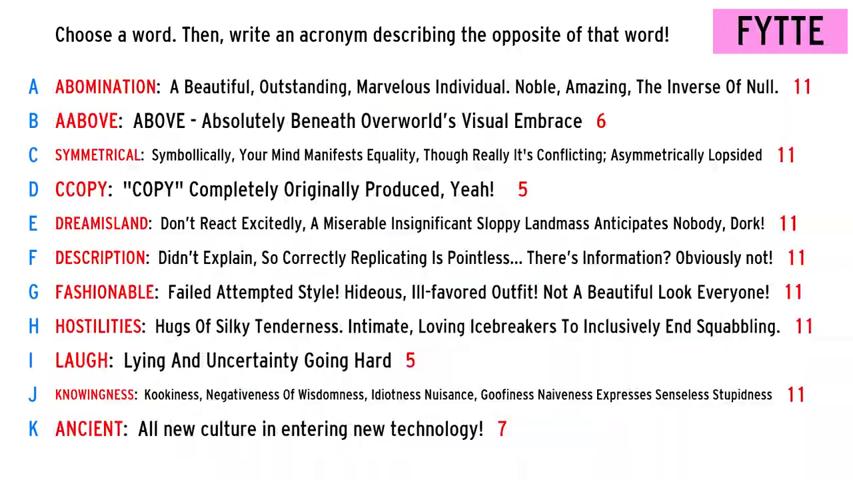 Choose a word. Then, write an acronym describing the opposite of that word!
FYTTE
A ABOMINATION: A Beautiful, Outstanding, Marvelous Individual. Noble, Amazing, The Inverse Of Null. 11
B AABOVE: ABOVE - Absolutely Beneath Overworld's Visual Embrace 6
C SYMMETRICAL: Symbollically, Your Mind Manifests Equality, Though Really It's Conflicting; Asymmetrically Lopsided 11
D CCOPY: "COPY" Completely Originally Produced, Yeah! 5
E DREAMISLAND: Don't React Excitedly, A Miserable Insignificant Sloppy Landmass Anticipates Nobody, Dork! 11
F DESCRIPTION: Didn't Explain, So Correctly Replicating Is Pointless... There's Information? Obviously not! 11
G FASHIONABLE: Failed Attempted Style! Hideous, Ill-favored Outfit! Not A Beautiful Look Everyone! 11
H HOSTILITIES: Hugs Of Silky Tenderness. Intimate, Loving Icebreakers To Inclusively End Squabbling. 11
I LAUGH: Lying And Uncertainty Going Hard 5
J KNOWINGNESS: Kookiness, Negativeness Of Wisdomness, Idiotness Nuisance, Goofiness Naiveness Expresses Senseless Stupidness 11
K ANCIENT: All new culture in entering new technology! 7